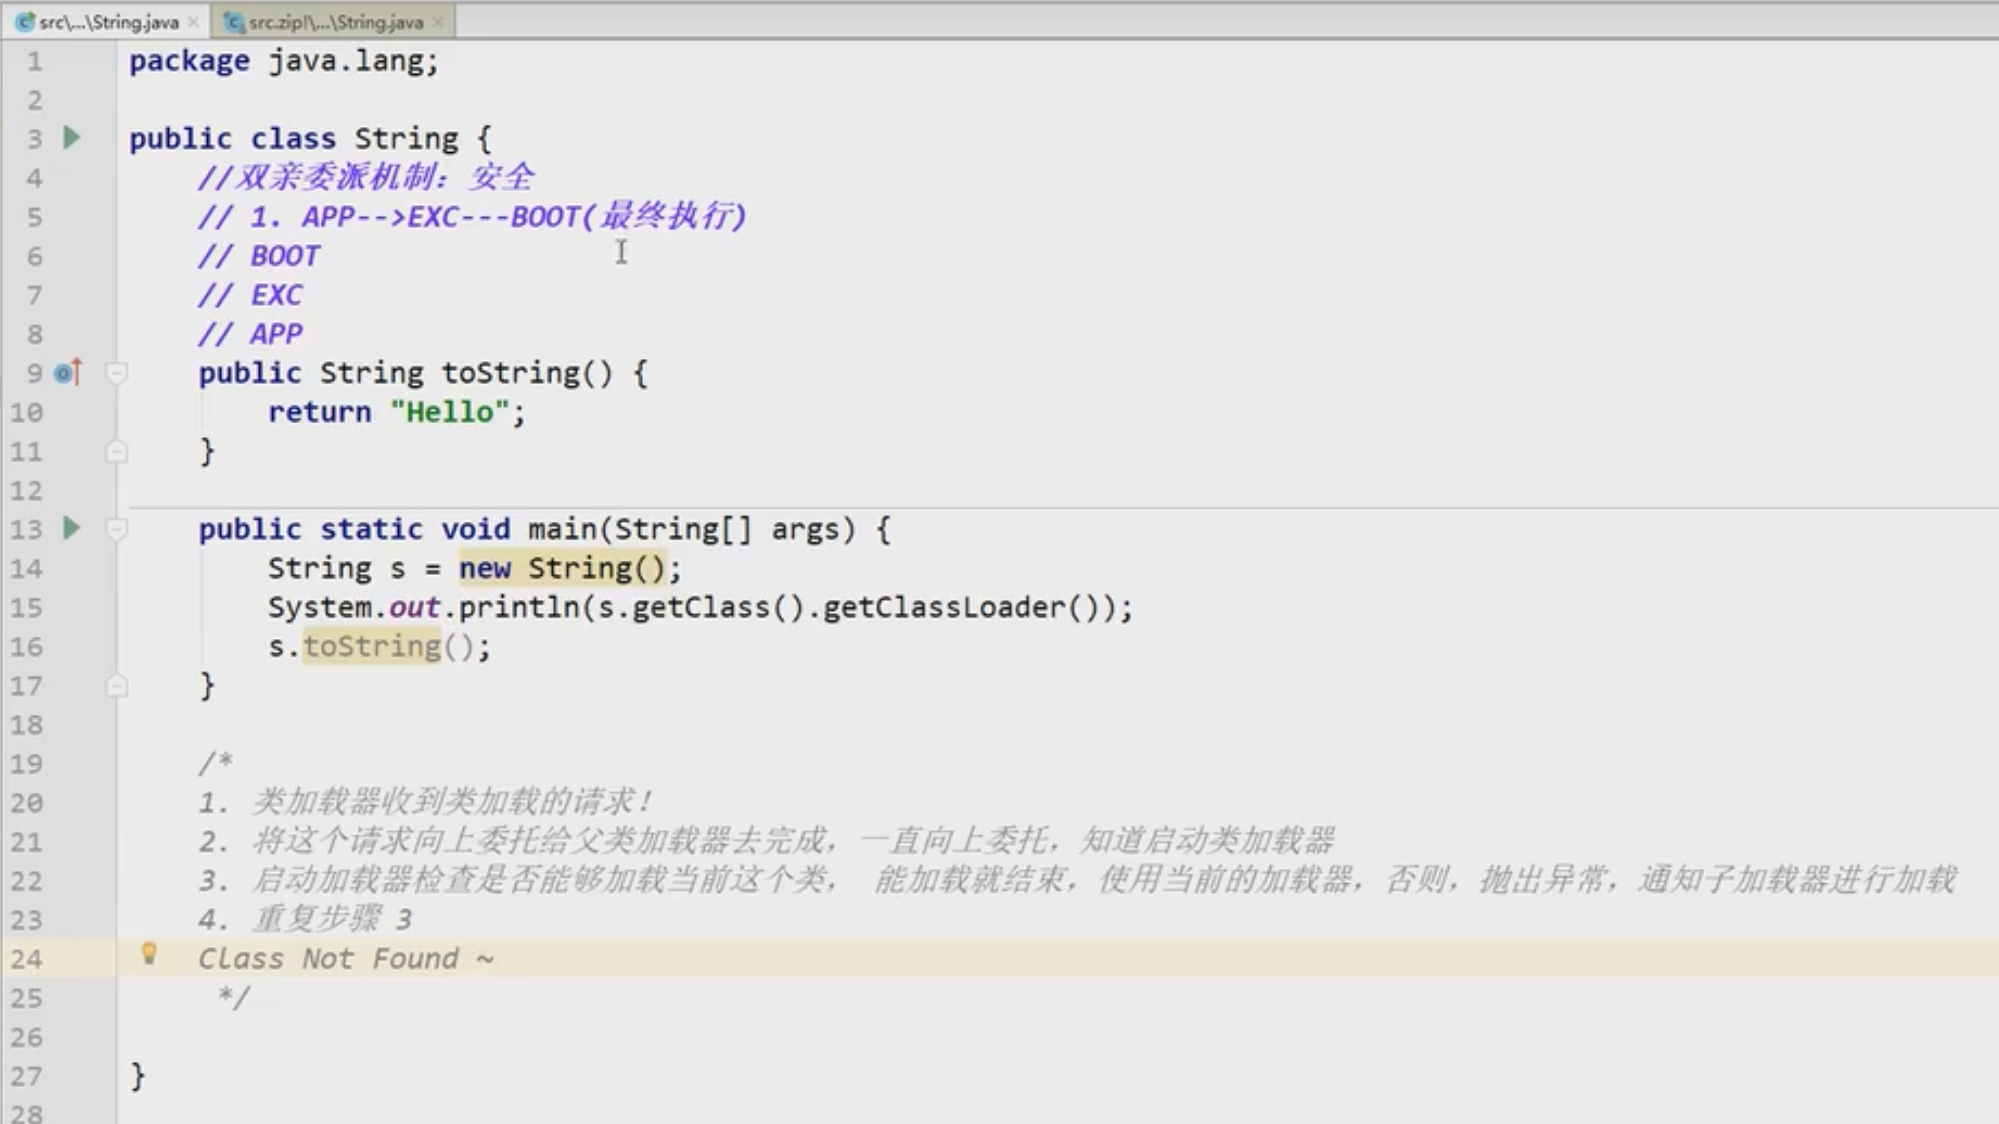 src\...\String.java
src.zip!\...\String.java
1 package java.lang;
2
3 public class String {
4 //双亲委派机制：安全
5 // 1. APP-->EXC---BOOT(最终执行)
6 // BOOT
7 // EXC
8 // APP
9 public String toString() {
10 return "Hello";
11 }
12
13 public static void main(String[] args) {
14 String s = new String();
15 System.out.println(s.getClass().getClassLoader());
16 s.toString();
17 }
18
19 /*
20 1. 类加载器收到类加载的请求！
21 2. 将这个请求向上委托给父类加载器去完成，一直向上委托，知道启动类加载器
22 3. 启动加载器检查是否能够加载当前这个类， 能加载就结束，使用当前的加载器，否则，抛出异常，通知子加载器进行加载
23 4. 重复步骤 3
24 Class Not Found ~
25 */
26
27 }
28